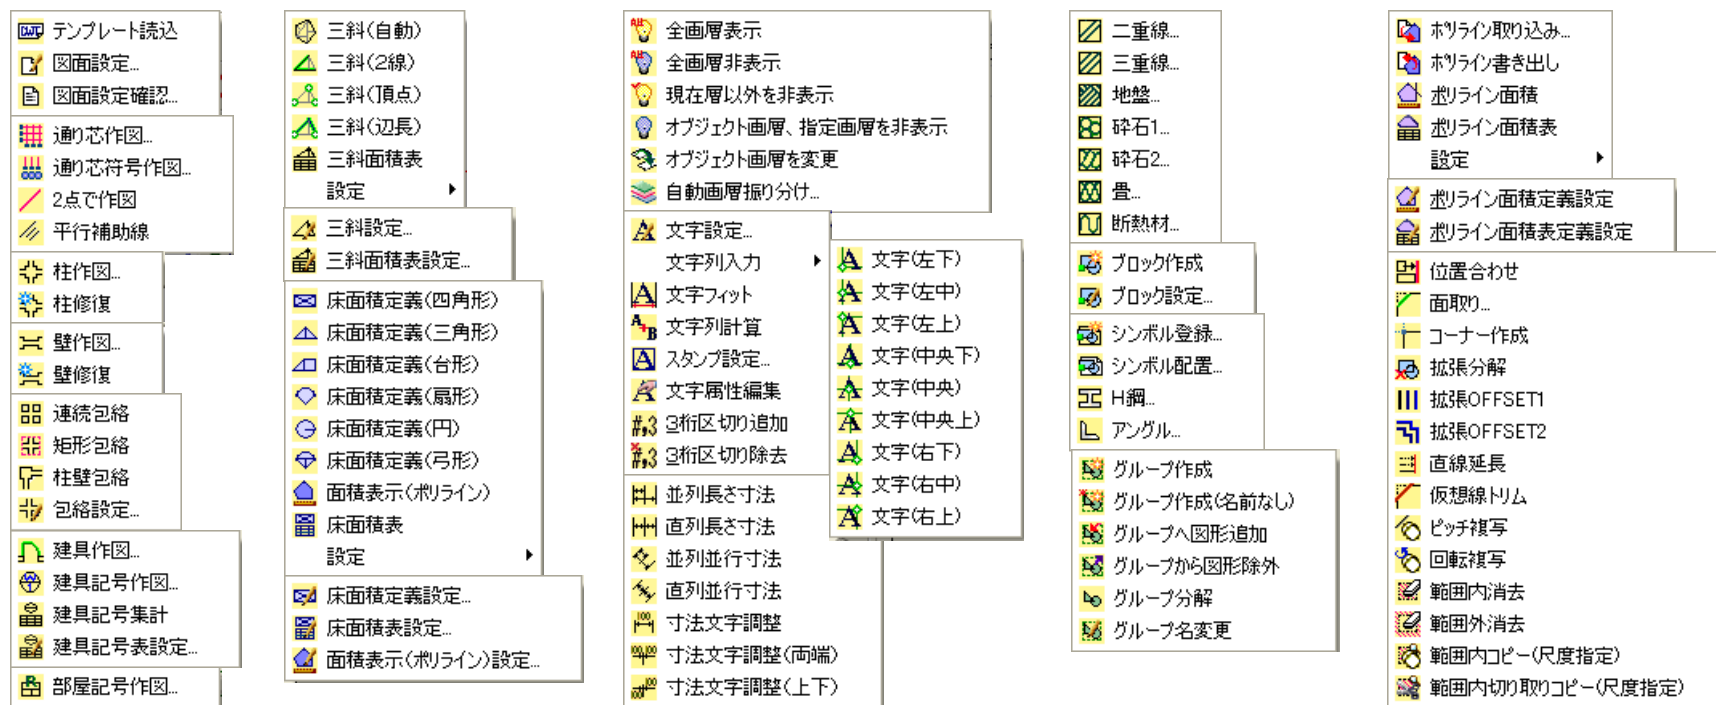 テンプレート読込
図面設定...
図面設定確認...
通り芯作図...
通り芯符号作図...
2点で作図
平行補助線
柱作図...
柱修復
壁作図...
壁修復
連続包絡
矩形包絡
柱壁包絡
包絡設定...
建具作図...
建具記号作図...
建具記号集計
建具記号表設定...
部屋記号作図...
三斜(自動)
三斜(2線)
三斜(頂点)
三斜(辺長)
三斜面積表
設定
三斜設定...
三斜面積表設定...
床面積定義(四角形)
床面積定義(三角形)
床面積定義(台形)
床面積定義(扇形)
床面積定義(円)
床面積定義(弓形)
面積表示(ポリライン)
床面積表
設定
床面積定義設定...
床面積表設定...
面積表示(ポリライン)設定...
全画層表示
全画層非表示
現在層以外を非表示
オブジェクト画層、指定画層を非表示
オブジェクト画層を変更
自動画層振り分け...
文字設定...
文字列入力
文字フィット
文字列計算
スタンプ設定...
文字属性編集
3桁区切り追加
3桁区切り除去
並列長さ寸法
直列長さ寸法
並列並行寸法
直列並行寸法
寸法文字調整
寸法文字調整(両端)
寸法文字調整(上下)
文字(左下)
文字(左中)
文字(左上)
文字(中央下)
文字(中央)
文字(中央上)
文字(右下)
文字(右中)
文字(右上)
二重線...
三重線...
地盤...
砕石1...
砕石2...
畳...
断熱材...
ブロック作成
ブロック設定...
シンボル登録...
シンボル配置...
H鋼...
アングル...
グループ作成
グループ作成(名前なし)
グループへ図形追加
グループから図形除外
グループ分解
グループ名変更
ポリライン取り込み...
ポリライン書き出し
ポリライン面積
ポリライン面積表
設定
ポリライン面積定義設定
ポリライン面積表定義設定
位置合わせ
面取り...
コーナー作成
拡張分解
拡張OFFSET1
拡張OFFSET2
直線延長
仮想線トリム
ピッチ複写
回転複写
範囲内消去
範囲外消去
範囲内コピー(尺度指定)
範囲内切り取りコピー(尺度指定)